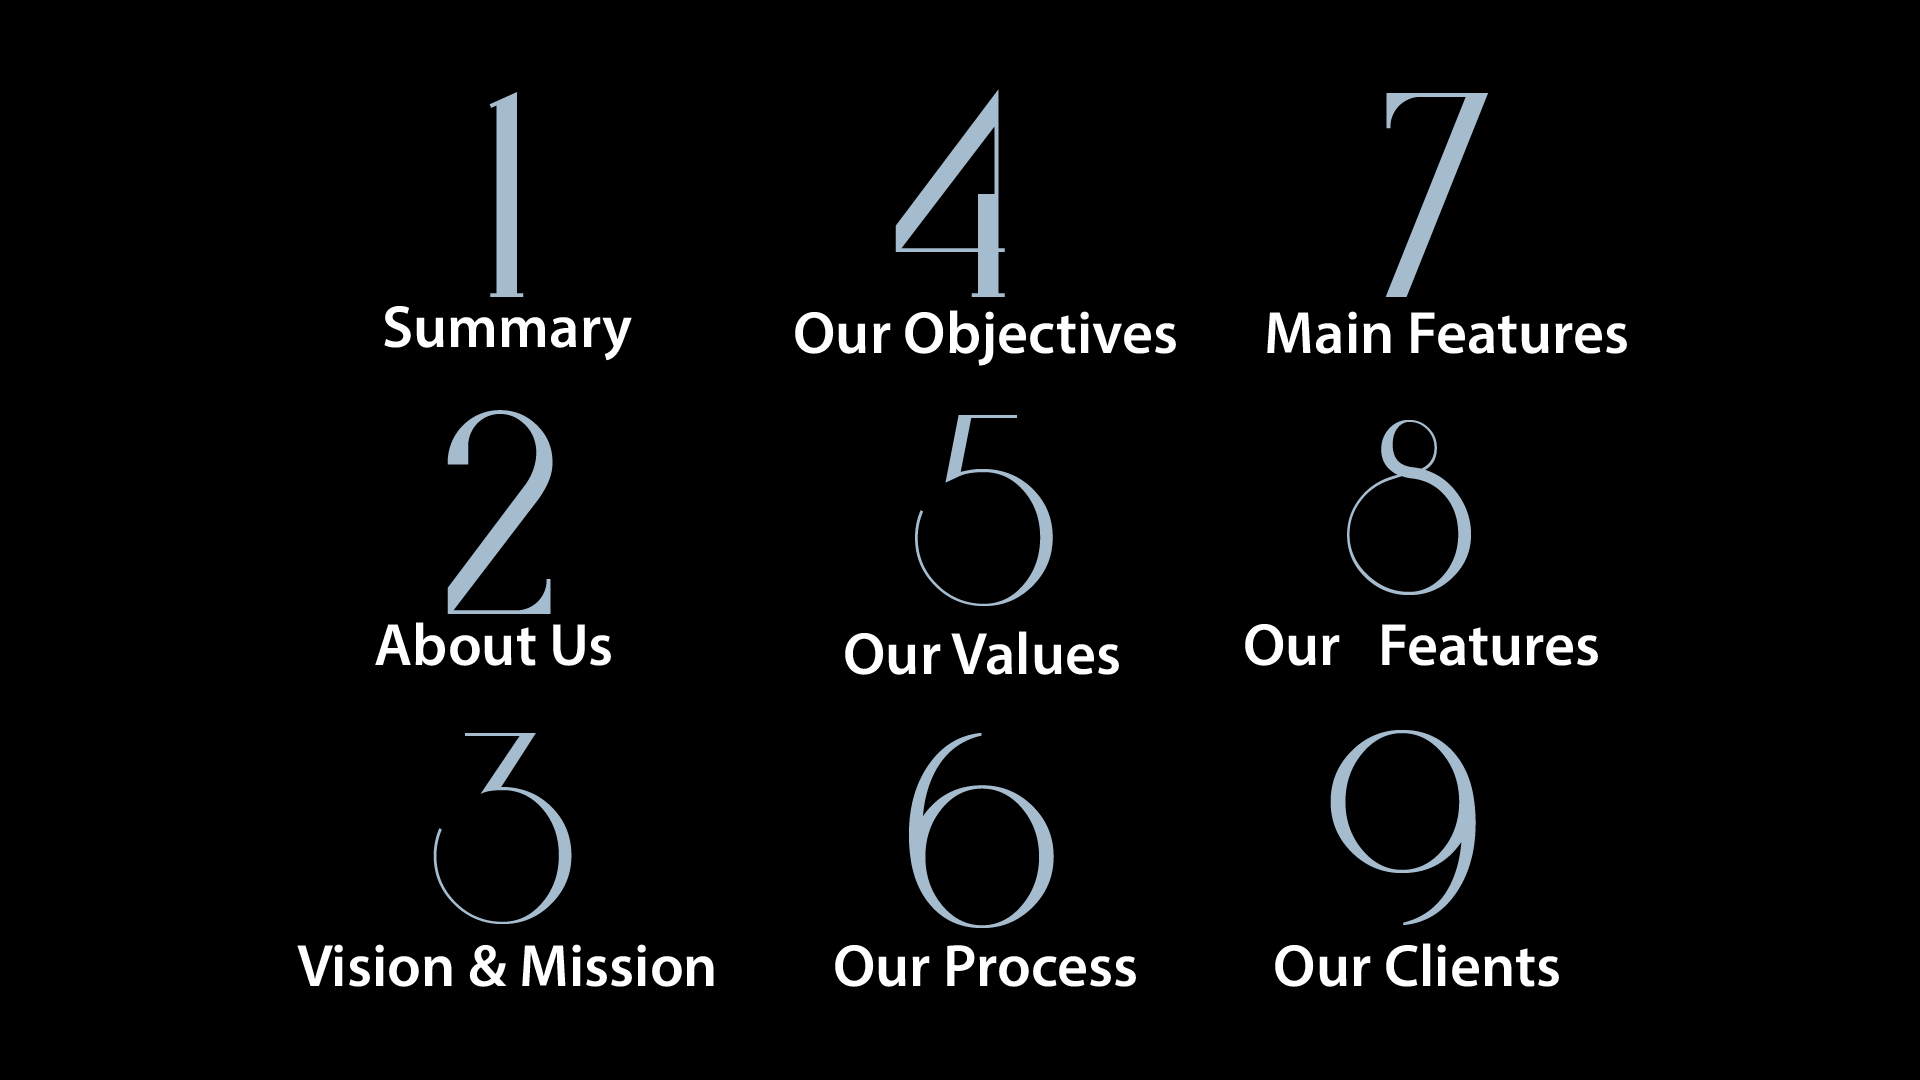 1
Summary
2
About Us
3
Vision & Mission
4
Our Objectives
5
Our Values
6
Our Process
7
Main Features
8
Our Features
9
Our Clients